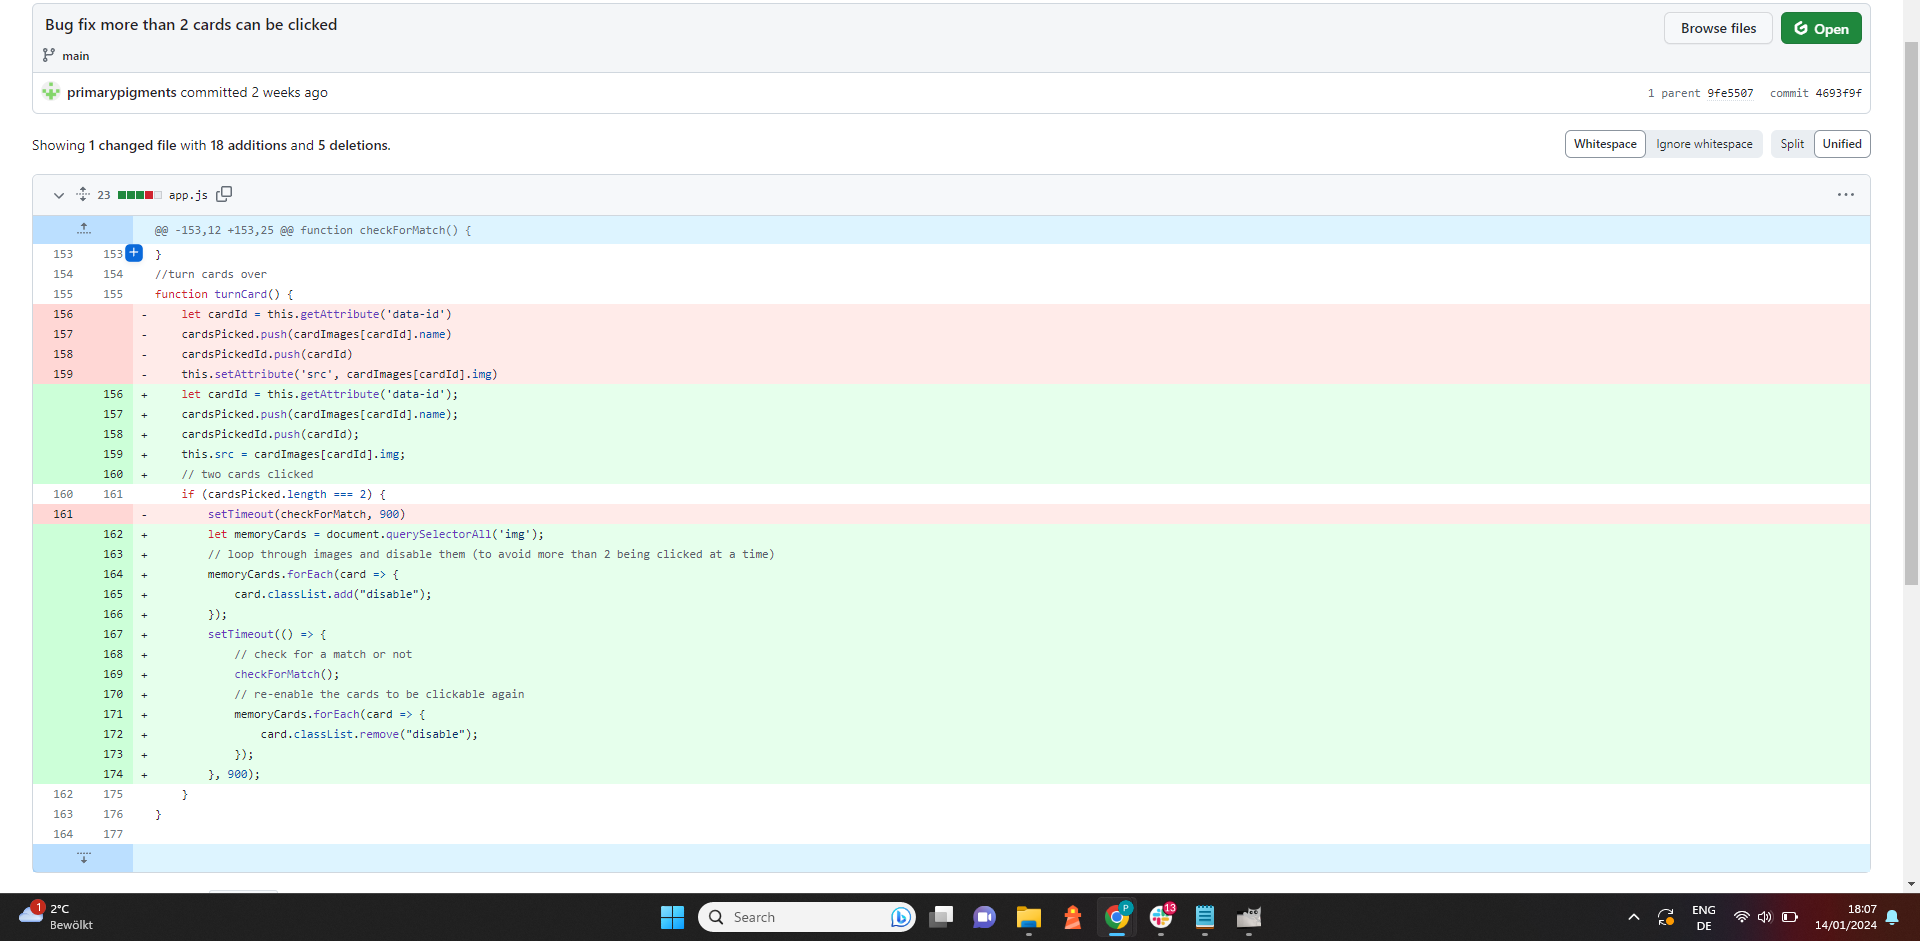 Bug fix more than 2 cards can be clicked
Browse files
Open
main
primarypigments committed 2 weeks ago
1 parent 9fe5507 commit 4693f9f
Showing 1 changed file with 18 additions and 5 deletions.
Whitespace
Ignore whitespace
Split
Unified
23 app.js
@@ -153,12 +153,25 @@ function checkForMatch() {
153 153 }
154 154 //turn cards over
155 155 function turnCard() {
156 - let cardId = this.getAttribute('data-id')
157 - cardsPicked.push(cardImages[cardId].name)
158 - cardsPickedId.push(cardId)
159 - this.setAttribute('src', cardImages[cardId].img)
156 + let cardId = this.getAttribute('data-id');
157 + cardsPicked.push(cardImages[cardId].name);
158 + cardsPickedId.push(cardId);
159 + this.src = cardImages[cardId].img;
160 + // two cards clicked
160 161 if (cardsPicked.length === 2) {
161 - setTimeout(checkForMatch, 900)
162 + let memoryCards = document.querySelectorAll('img');
163 + // loop through images and disable them (to avoid more than 2 being clicked at a time)
164 + memoryCards.forEach(card => {
165 + card.classList.add("disable");
166 + });
167 + setTimeout(() => {
168 + // check for a match or not
169 + checkForMatch();
170 + // re-enable the cards to be clickable again
171 + memoryCards.forEach(card => {
172 + card.classList.remove("disable");
173 + });
174 + }, 900);
162 175 }
163 176 }
164 177
1
2°C
Bewölkt
Search
P
13
ENG
DE
18:07
14/01/2024